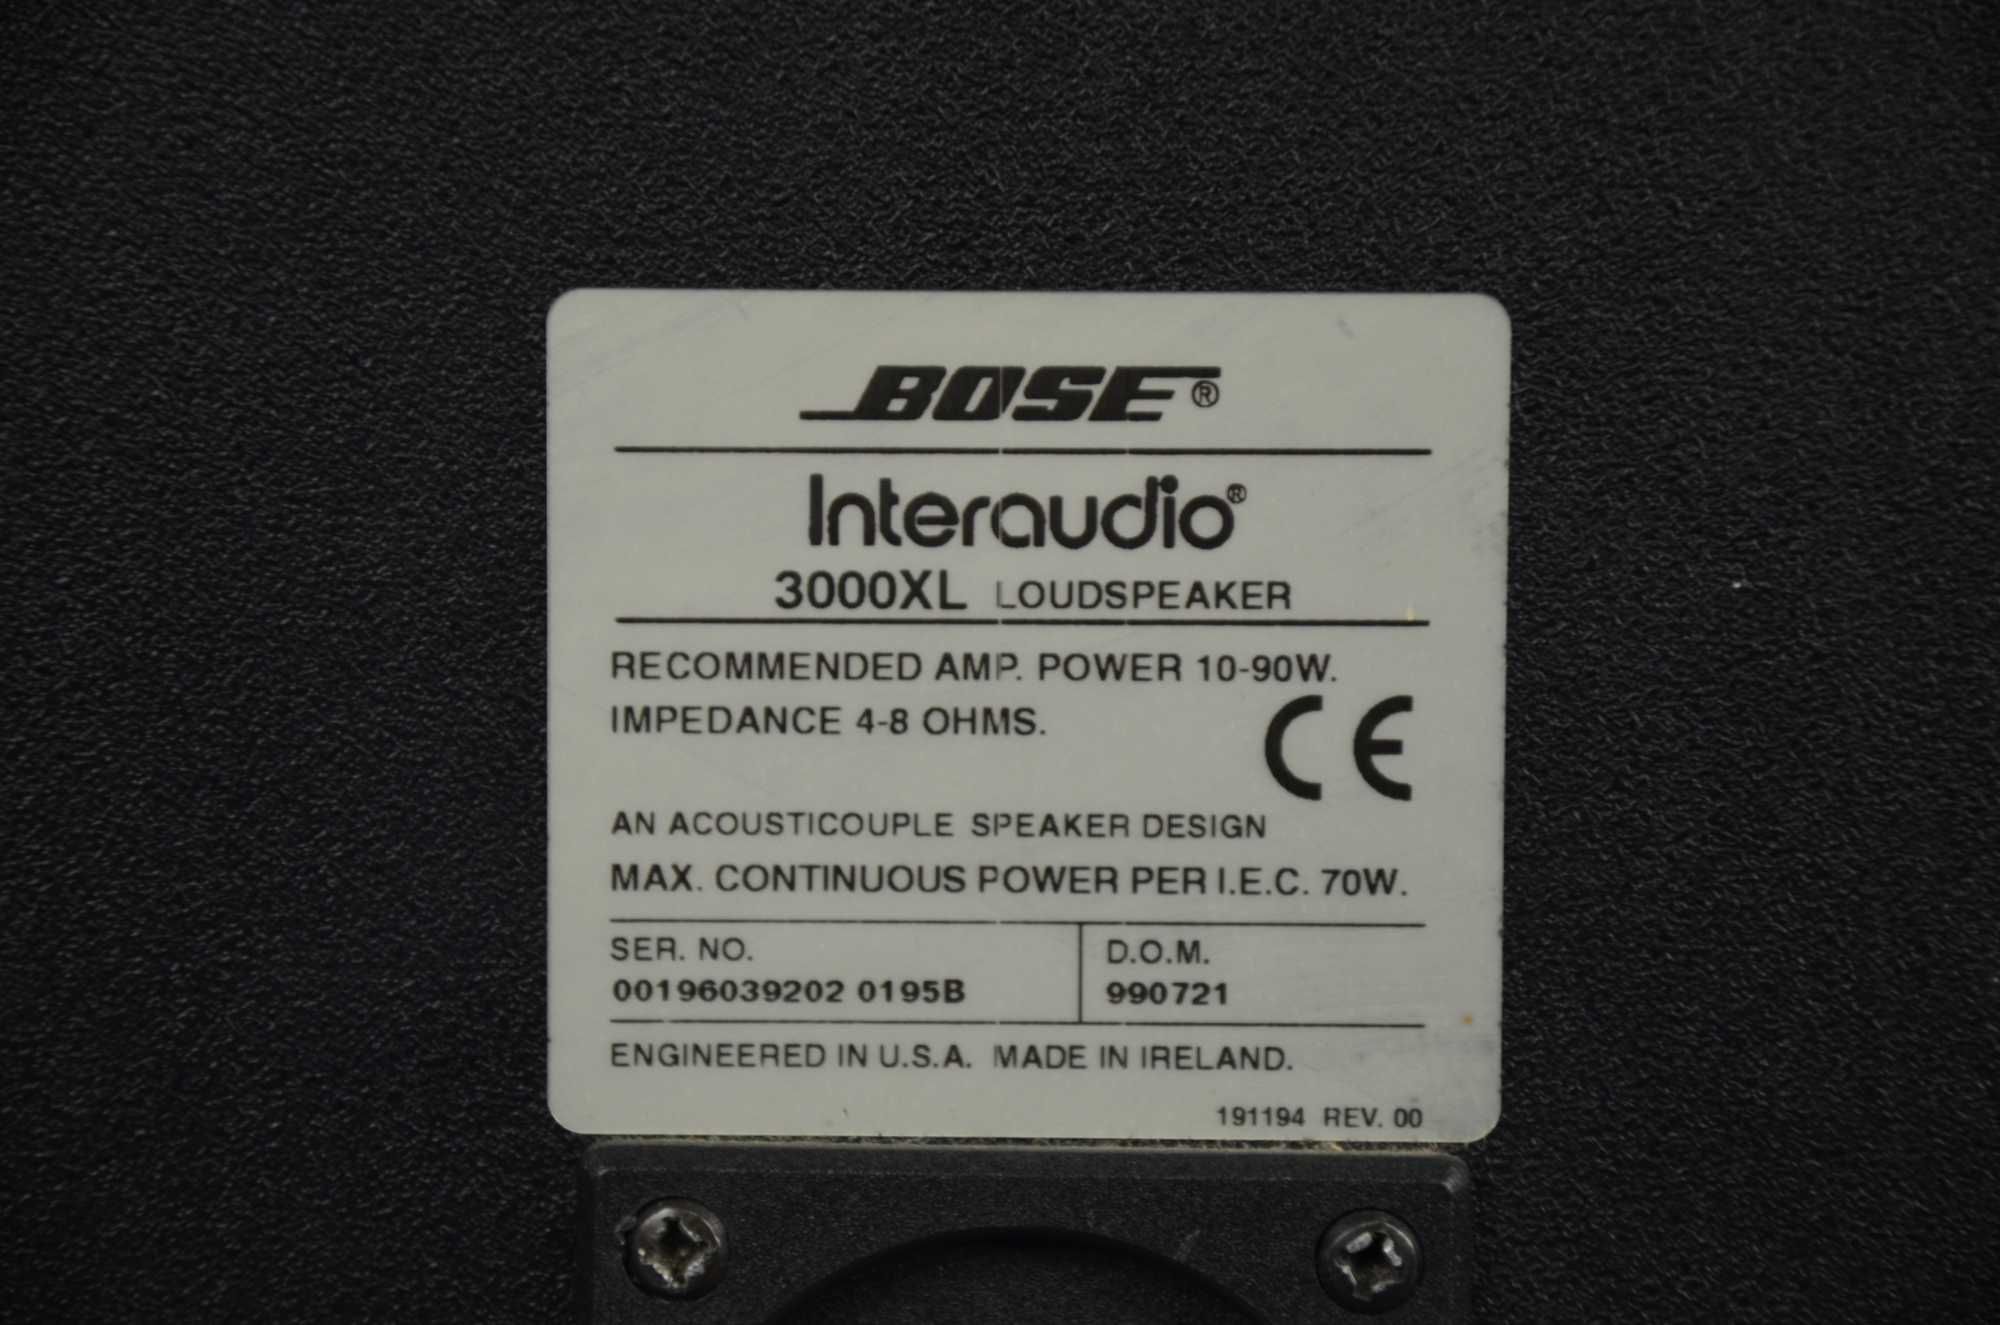 BOSE®
Interaudio®
3000XL LOUDSPEAKER
RECOMMENDED AMP. POWER 10-90W.
IMPEDANCE 4-8 OHMS.
CE
AN ACOUSTICOUPLE SPEAKER DESIGN
MAX. CONTINUOUS POWER PER I.E.C. 70W.
SER. NO.
00196039202 0195B
D.O.M.
990721
ENGINEERED IN U.S.A. MADE IN IRELAND.
191194 REV. 00